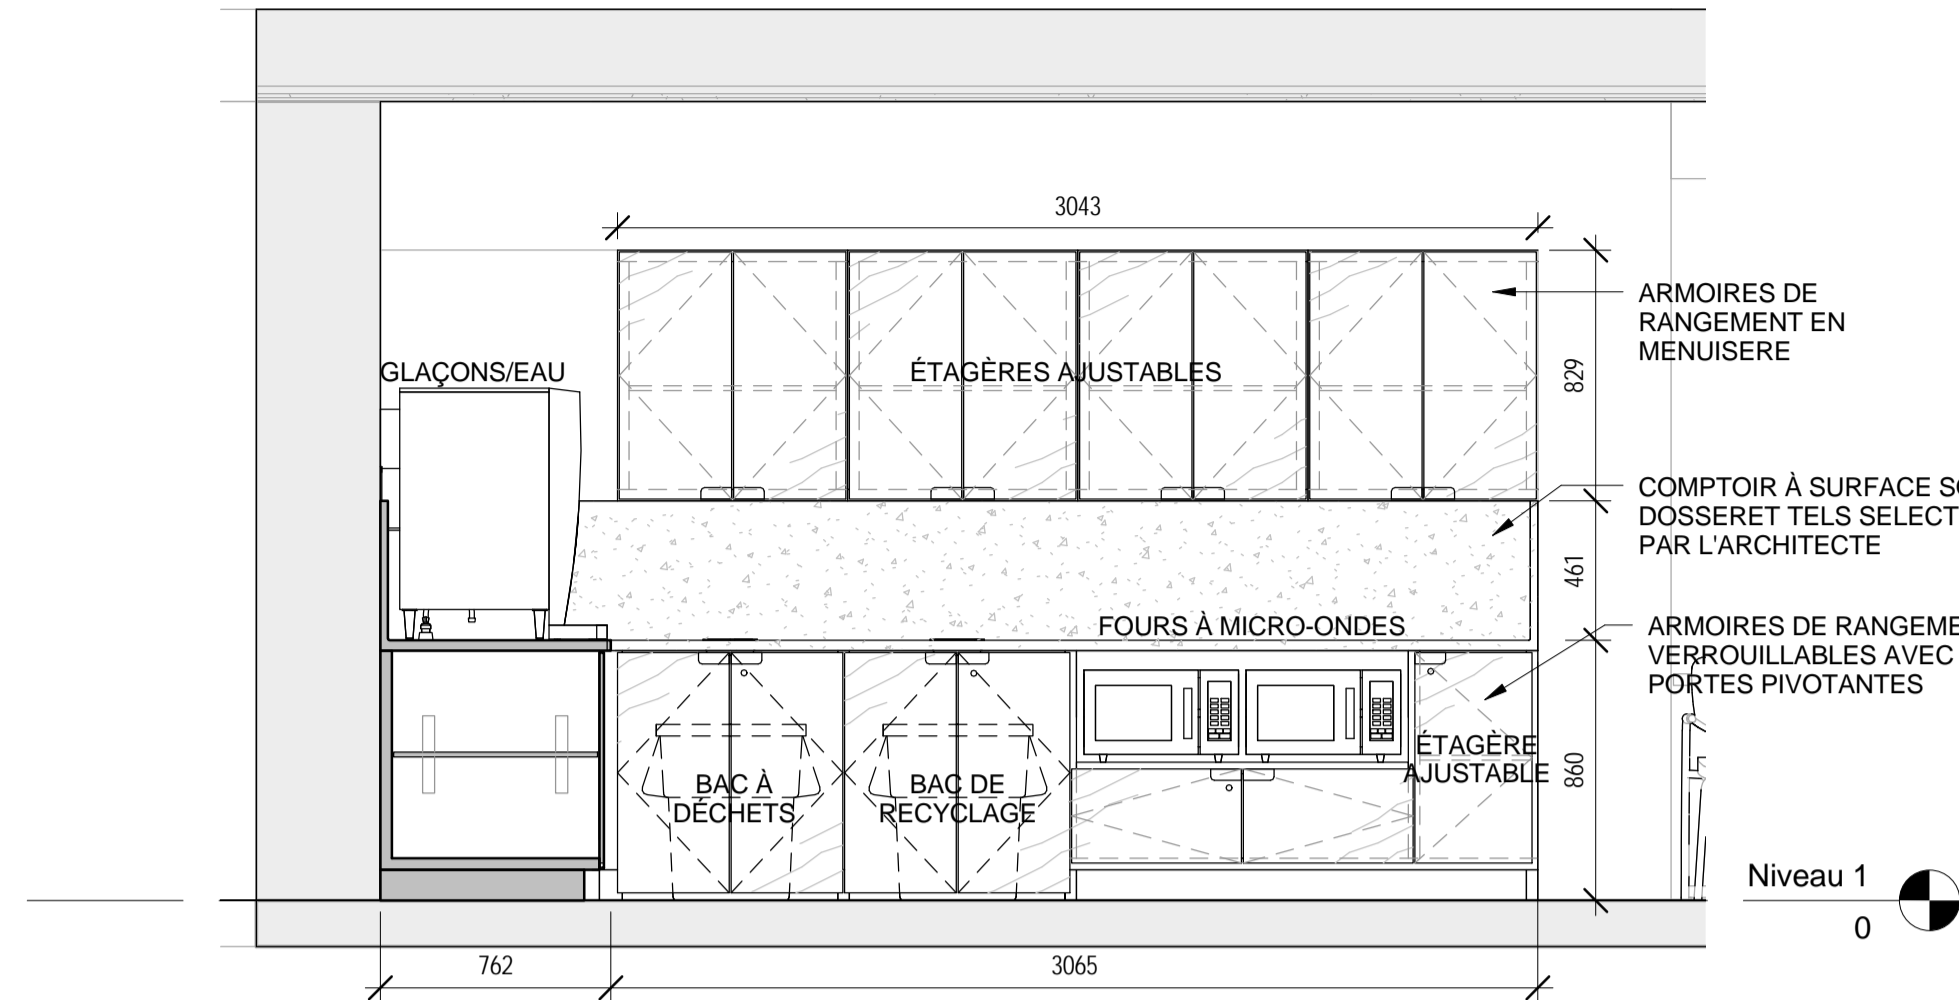 3043
ARMOIRES DE
RANGEMENT EN
MENUISERE
GLAÇONS/EAU
ÉTAGÈRES AJUSTABLES
829
COMPTOIR À SURFACE
DOSSERET TELS
PAR L'ARCHITECTE
461
FOURS À MICRO-ONDES
ARMOIRES DE
VERROUILLABLES AVEC
PORTES PIVOTANTES
ÉTAGÈRE
AJUSTABLE
BAC À
DÉCHETS
BAC DE
RECYCLAGE
860
Niveau 1
0
762
3065